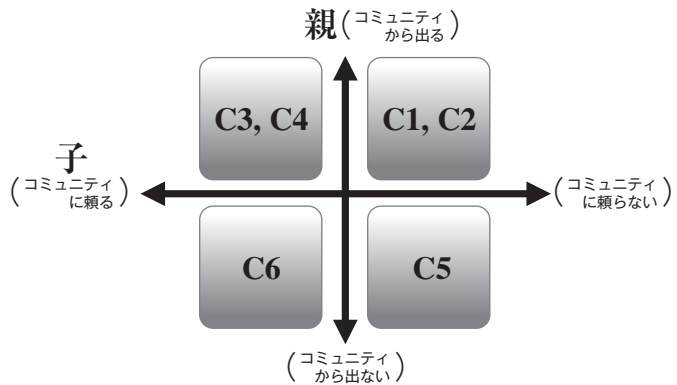 親(コミュニティ
から出る)
C3, C4
C1, C2
子
(コミュニティ
に頼る)
(コミュニティ
に頼らない)
C6
C5
(コミュニティ
から出ない)